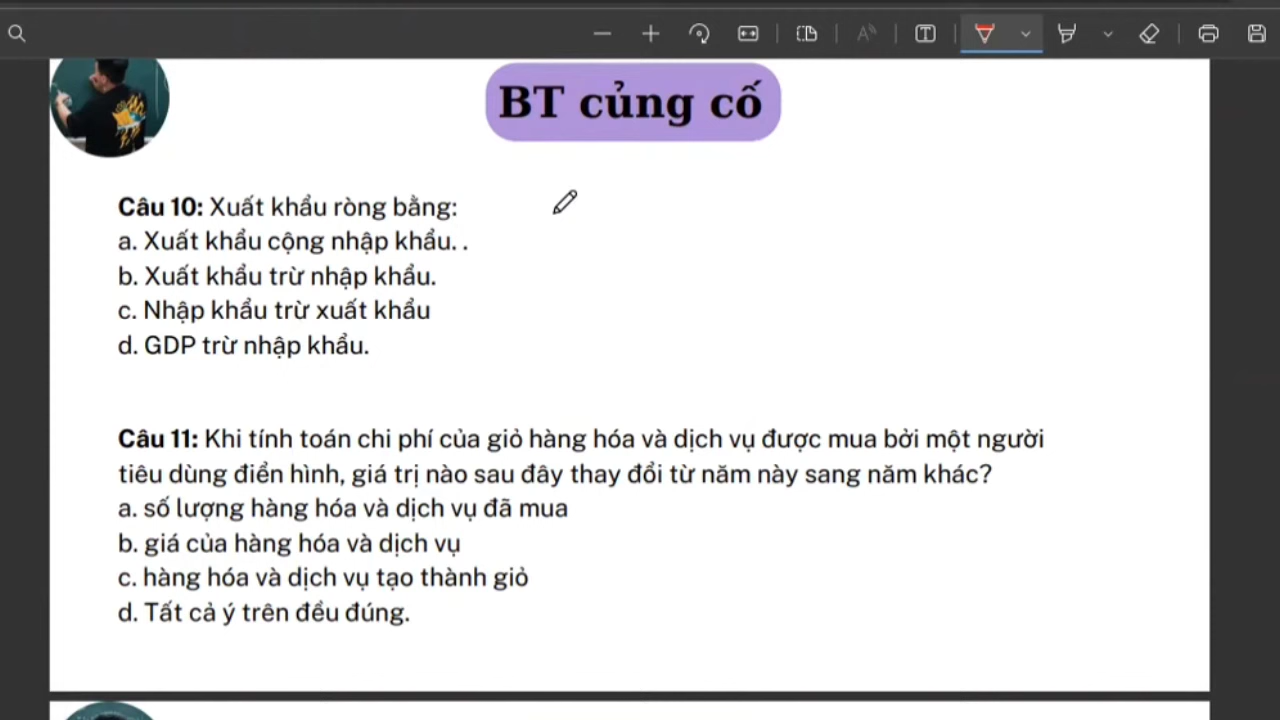 BT củng cố
Câu 10: Xuất khẩu ròng bằng:
a. Xuất khẩu cộng nhập khẩu. .
b. Xuất khẩu trừ nhập khẩu.
c. Nhập khẩu trừ xuất khẩu
d. GDP trừ nhập khẩu.
Câu 11: Khi tính toán chi phí của giỏ hàng hóa và dịch vụ được mua bởi một người
tiêu dùng điển hình, giá trị nào sau đây thay đổi từ năm này sang năm khác?
a. số lượng hàng hóa và dịch vụ đã mua
b. giá của hàng hóa và dịch vụ
c. hàng hóa và dịch vụ tạo thành giỏ
d. Tất cả ý trên đều đúng.